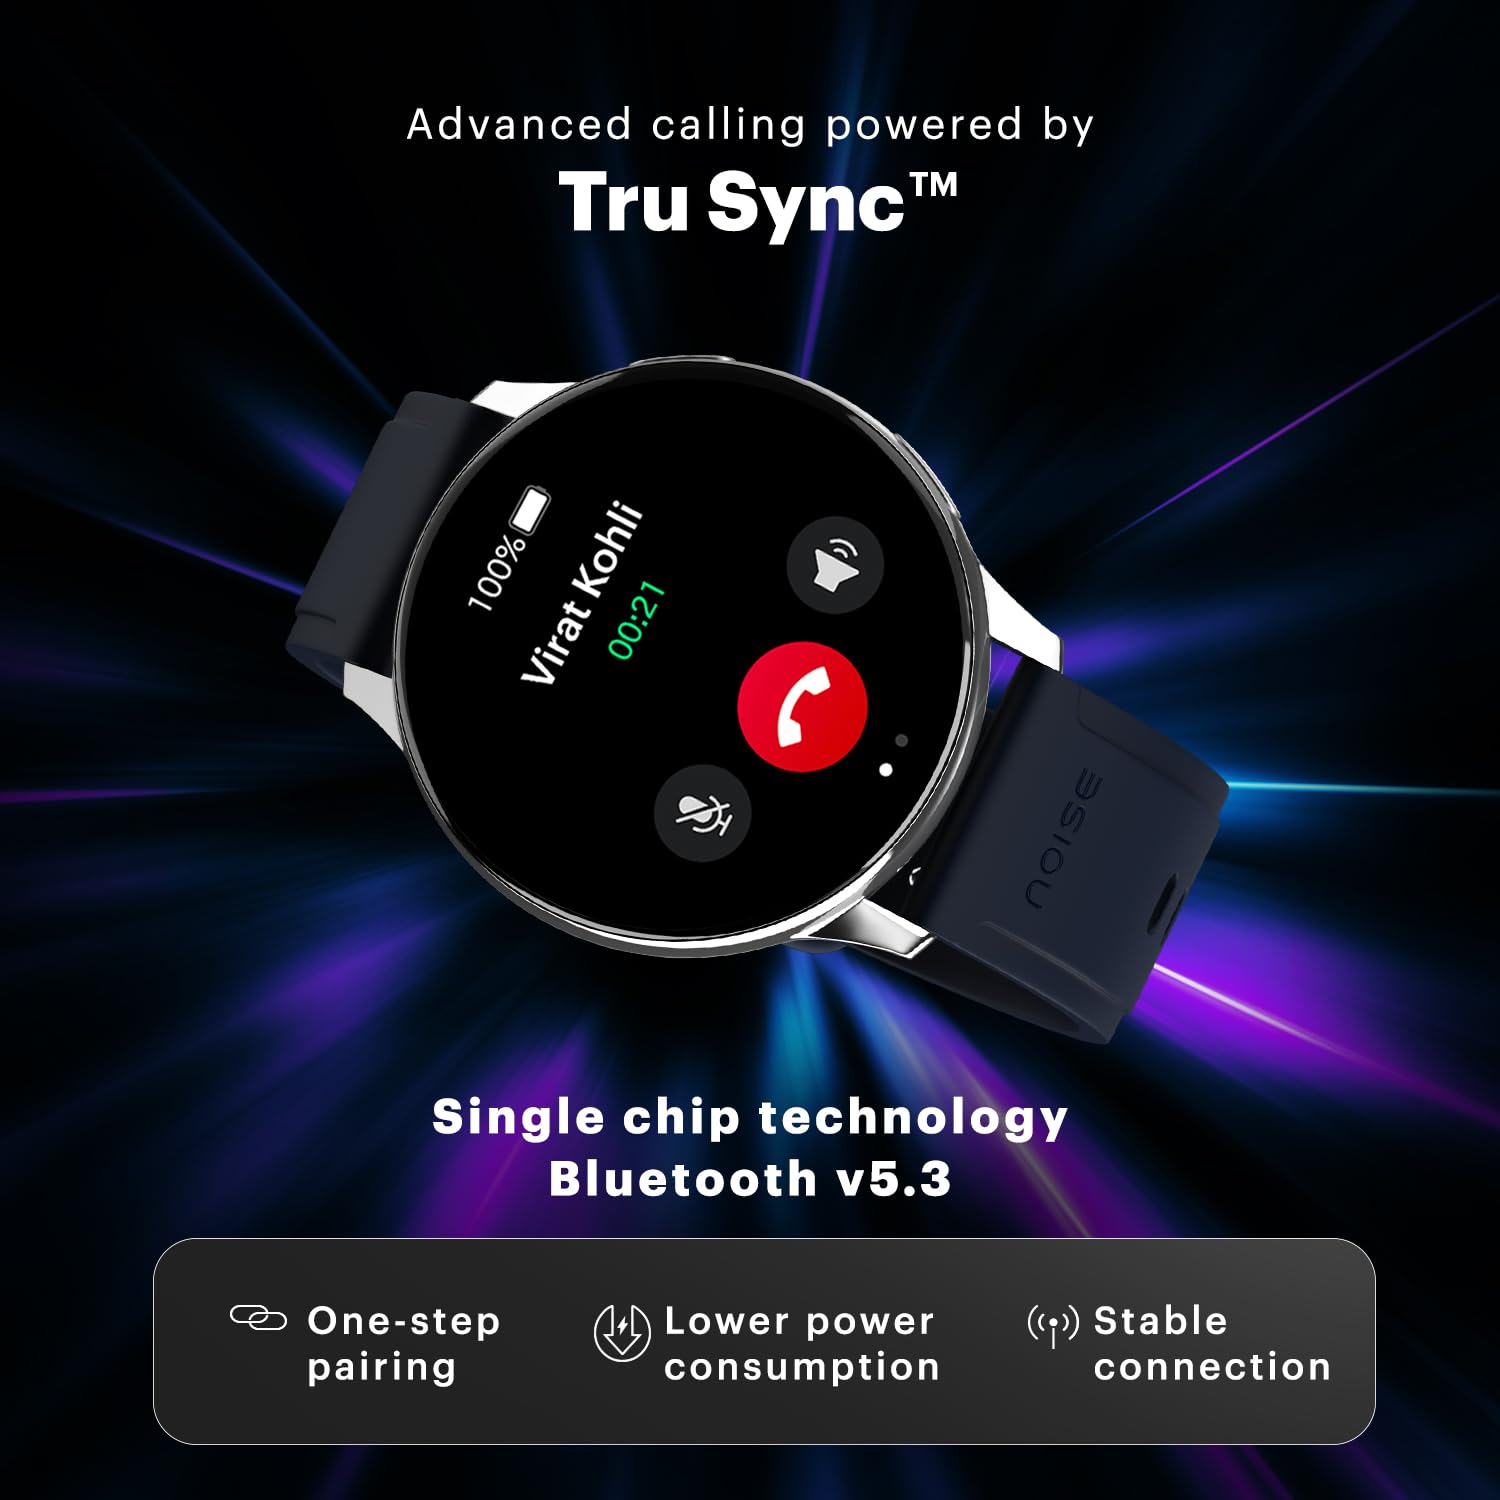 Advanced calling powered by
Tru Sync™
100%
Virat Kohli
00:21
NOISE
Single chip technology
Bluetooth v5.3
One-step
pairing
Lower power
consumption
Stable
connection